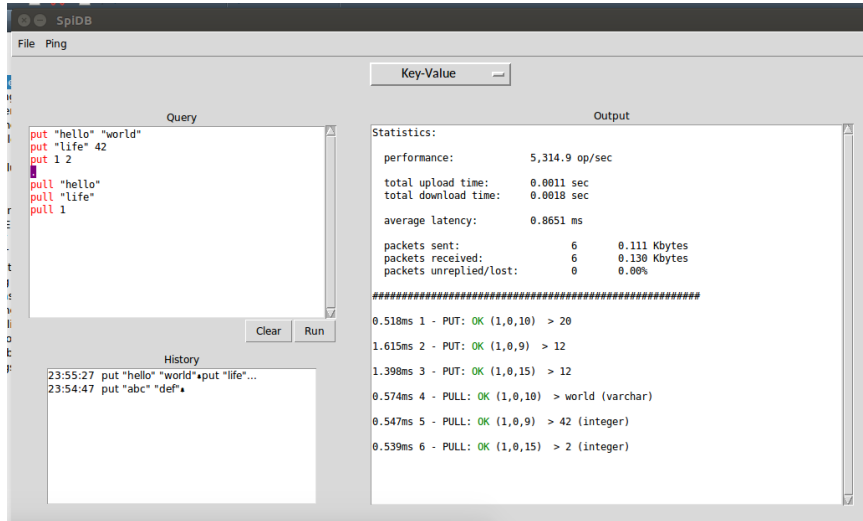 SpiDB
File Ping
Key-Value
Query
put "hello" "world"
put "life" 42
put 1 2
.
pull "hello"
pull "life"
pull 1
Clear Run
History
23:55:27 put "hello" "world" put "life"...
23:54:47 put "abc" "def"
Output
Statistics:
performance: 5,314.9 op/sec
total upload time: 0.0011 sec
total download time: 0.0018 sec
average latency: 0.8651 ms
packets sent: 6 0.111 Kbytes
packets received: 6 0.130 Kbytes
packets unreplied/lost: 0 0.00%
#######################################################
0.518ms 1 - PUT: OK (1,0,10) > 20
1.615ms 2 - PUT: OK (1,0,9) > 12
1.398ms 3 - PUT: OK (1,0,15) > 12
0.574ms 4 - PULL: OK (1,0,10) > world (varchar)
0.547ms 5 - PULL: OK (1,0,9) > 42 (integer)
0.539ms 6 - PULL: OK (1,0,15) > 2 (integer)